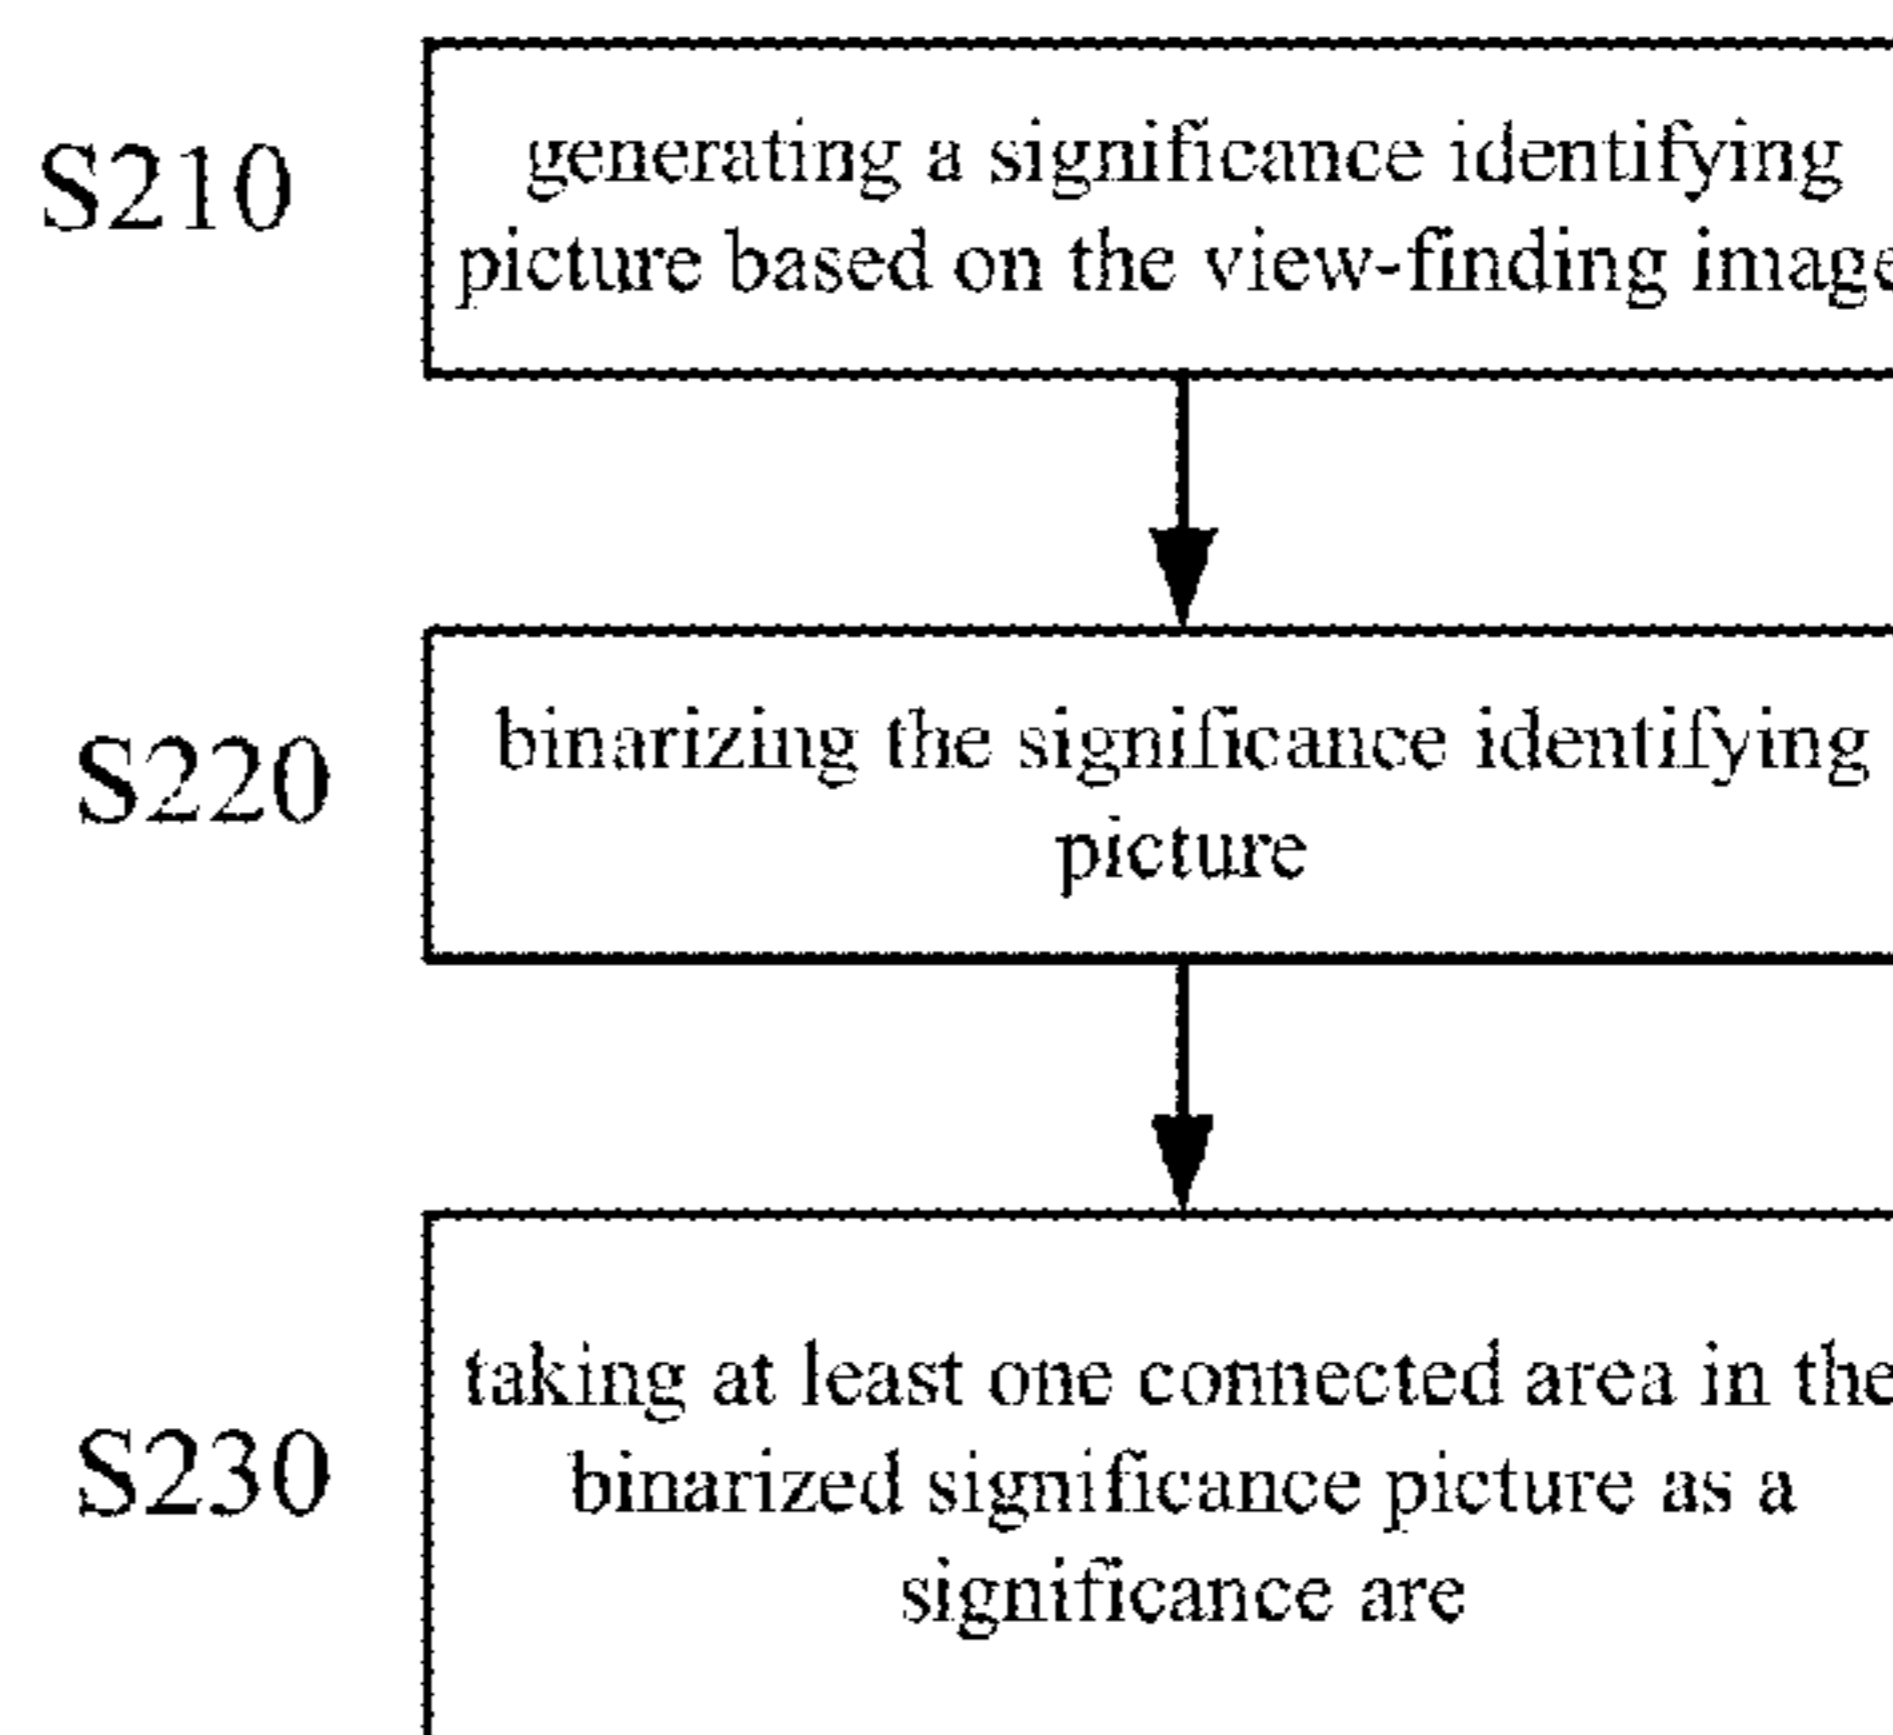 S210
generating a significance identifying
picture based on the view-finding image
S220
binarizing the significance identifying
picture
S230
taking at least one connected area in the
binarized significance picture as a
significance are